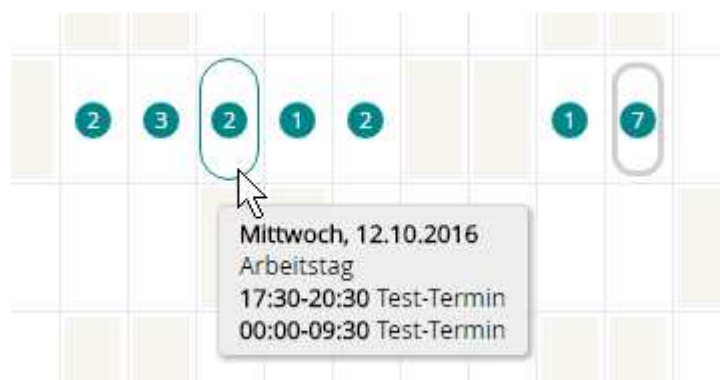 2 3 2 1 2 1 7
Mittwoch, 12.10.2016
Arbeitstag
17:30-20:30 Test-Termin
00:00-09:30 Test-Termin